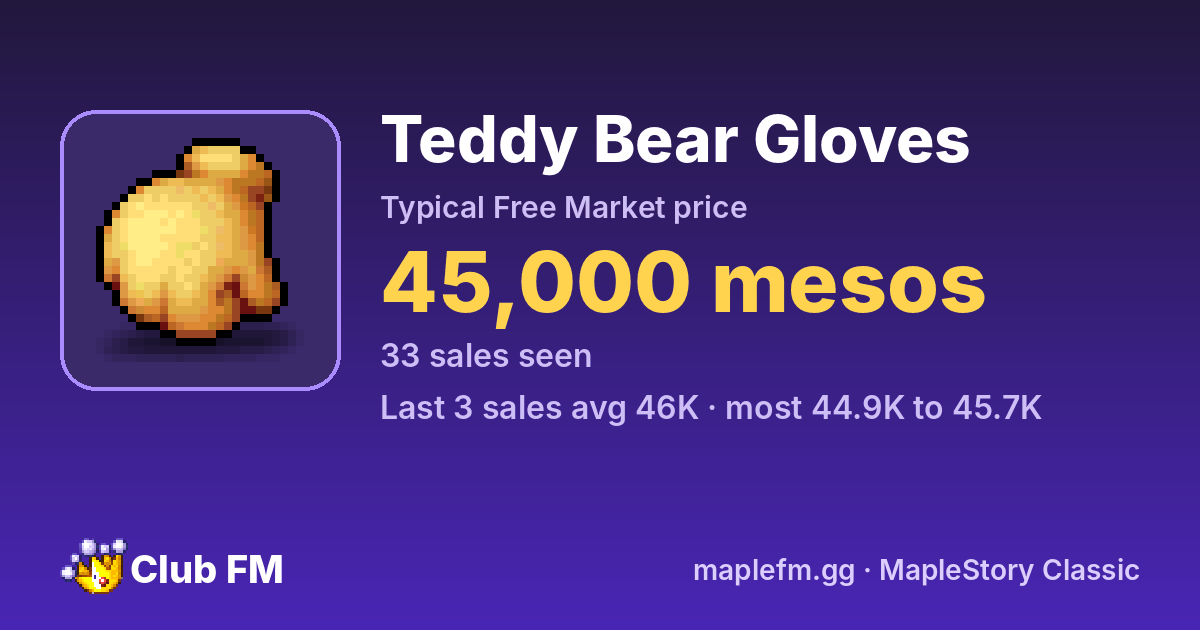 Teddy Bear Gloves
Typical Free Market price
45,000 mesos
33 sales seen
Last 3 sales avg 46K · most 44.9K to 45.7K
Club FM
maplefm.gg · MapleStory Classic